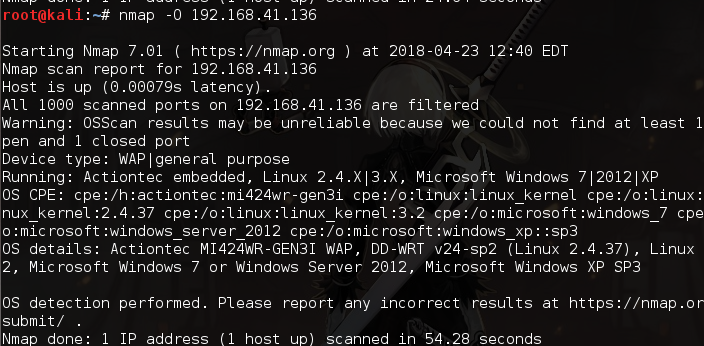 Nmap done: 1 IP address (1 host up) scanned in 24.64 seconds
root@kali:~# nmap -O 192.168.41.136
Starting Nmap 7.01 ( https://nmap.org ) at 2018-04-23 12:40 EDT
Nmap scan report for 192.168.41.136
Host is up (0.00079s latency).
All 1000 scanned ports on 192.168.41.136 are filtered
Warning: OSScan results may be unreliable because we could not find at least 1
pen and 1 closed port
Device type: WAP|general purpose
Running: Actiontec embedded, Linux 2.4.X|3.X, Microsoft Windows 7|2012|XP
OS CPE: cpe:/h:actiontec:mi424wr-gen3i cpe:/o:linux:linux_kernel cpe:/o:linux:
nux_kernel:2.4.37 cpe:/o:linux:linux_kernel:3.2 cpe:/o:microsoft:windows_7 cpe
o:microsoft:windows_server_2012 cpe:/o:microsoft:windows_xp::sp3
OS details: Actiontec MI424WR-GEN3I WAP, DD-WRT v24-sp2 (Linux 2.4.37), Linux
2, Microsoft Windows 7 or Windows Server 2012, Microsoft Windows XP SP3
OS detection performed. Please report any incorrect results at https://nmap.or
submit/ .
Nmap done: 1 IP address (1 host up) scanned in 54.28 seconds